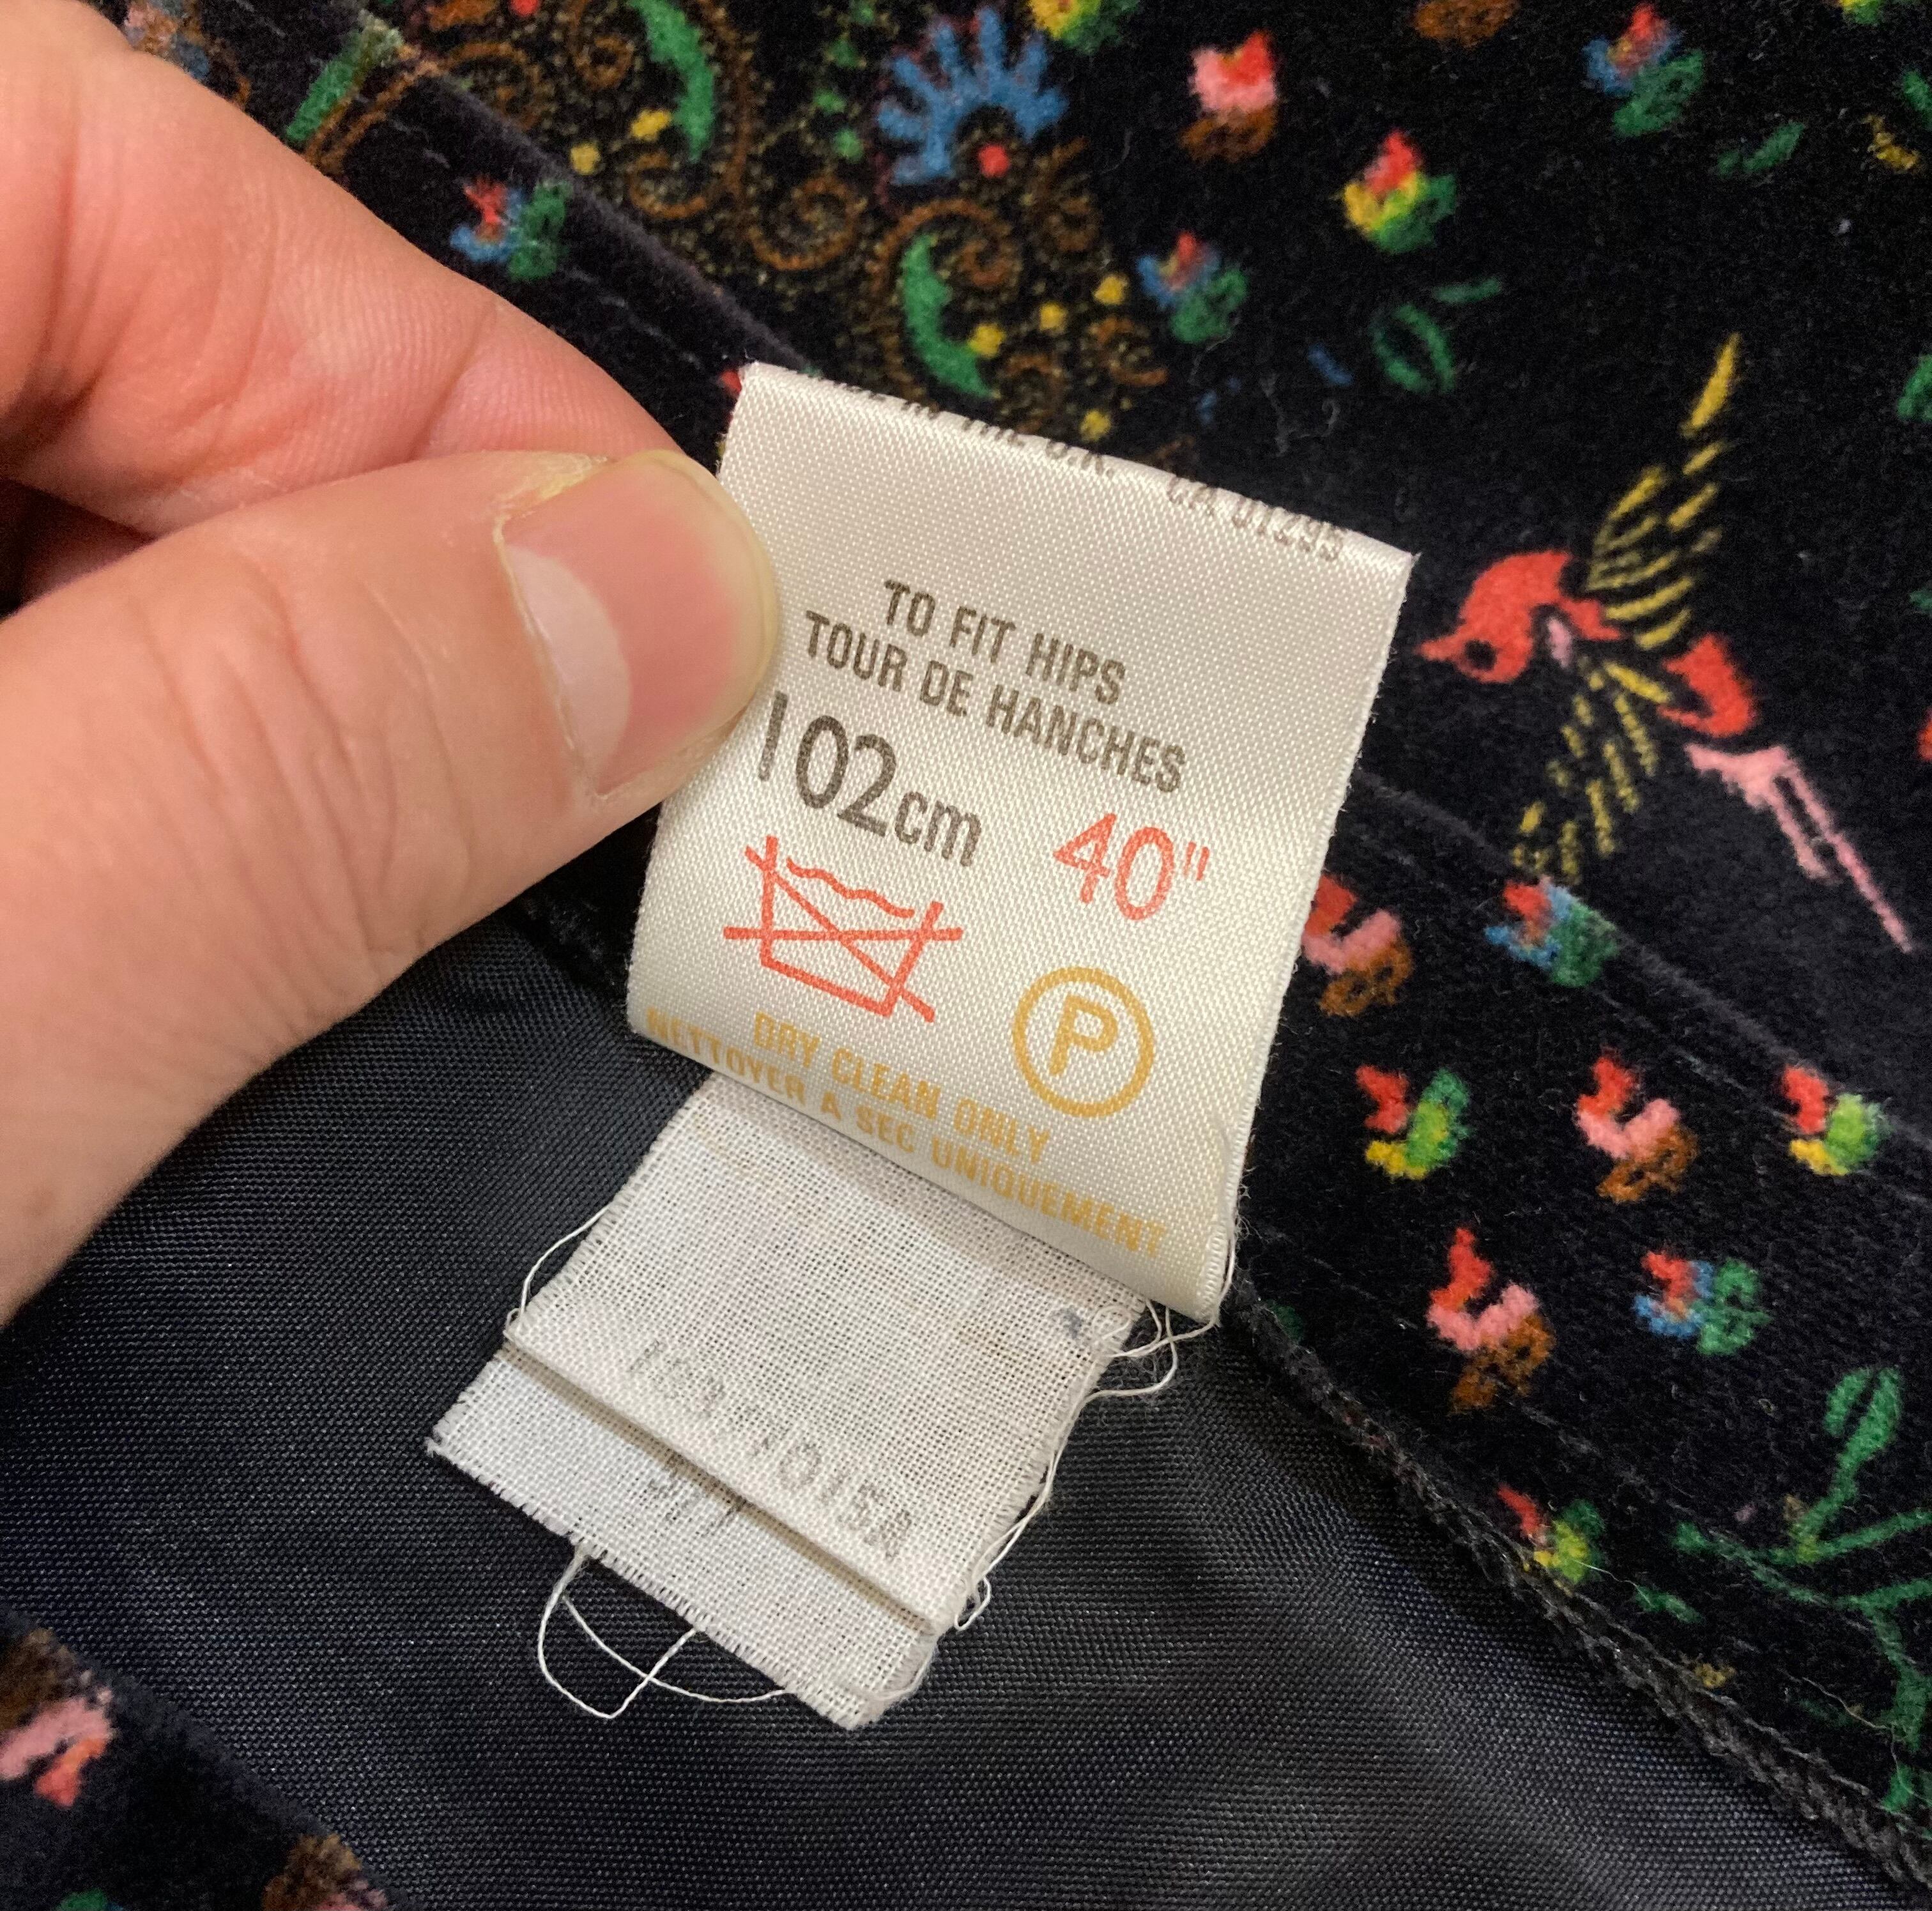 TO FIT HIPS
TOUR DE HANCHES
102cm 40"
P
DRY CLEAN ONLY
NETTOYER A SEC UNIQUEMENT